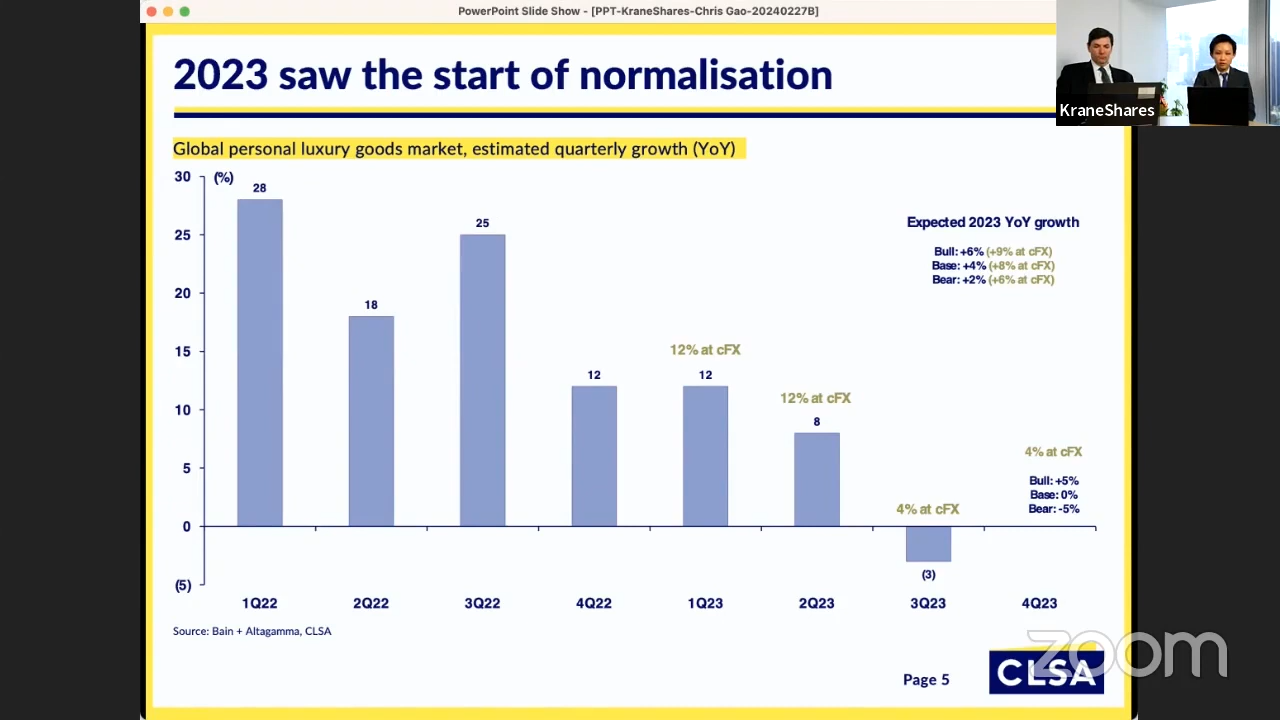 PowerPoint Slide Show - [PPT-KraneShares-Chris Gao-20240227B]
KraneShares
2023 saw the start of normalisation
Global personal luxury goods market, estimated quarterly growth (YoY)
30
(%)
25
20
15
10
5
0
(5)
28
18
25
12
12% at cFX
12
12% at cFX
8
4% at cFX
(3)
4% at cFX
Bull: +5%
Base: 0%
Bear: -5%
Expected 2023 YoY growth
Bull: +6% (+9% at cFX)
Base: +4% (+8% at cFX)
Bear: +2% (+6% at cFX)
1Q22
2Q22
3Q22
4Q22
1Q23
2Q23
3Q23
4Q23
Source: Bain + Altagamma, CLSA
Page 5
CLSA
zoom